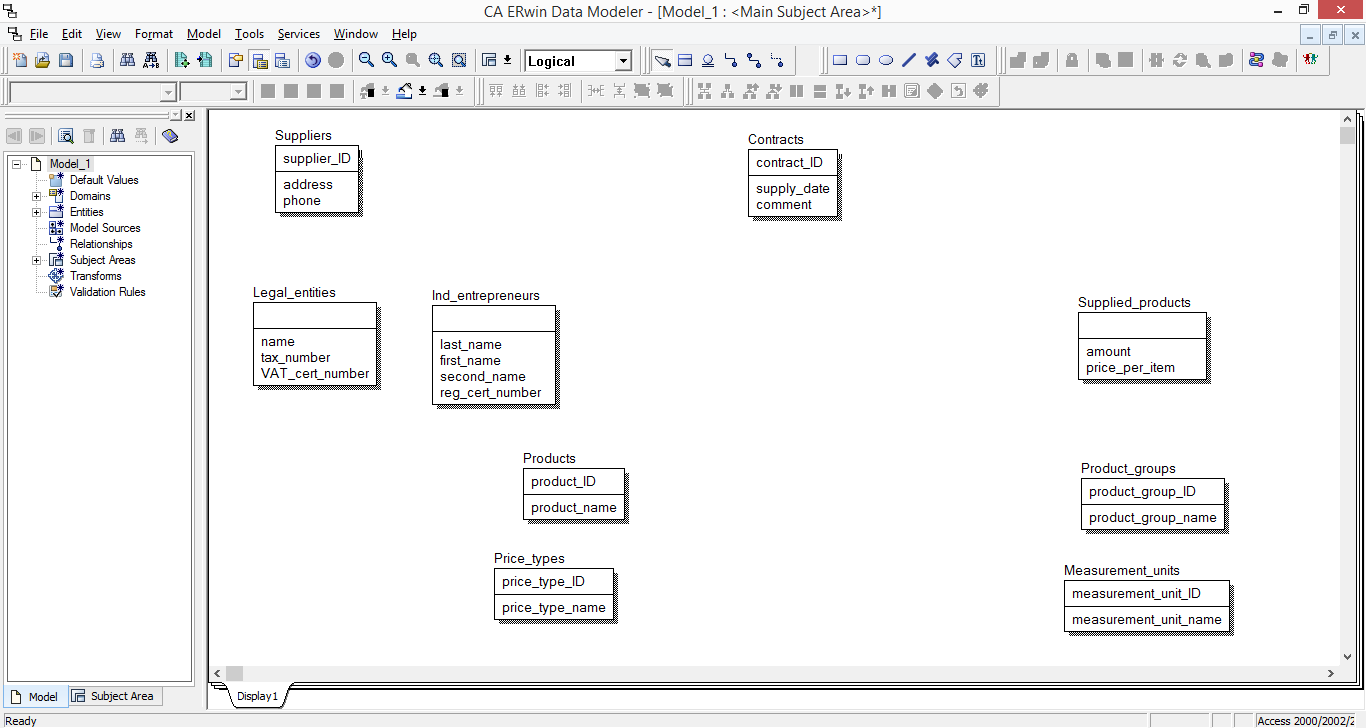 CA ERwin Data Modeler - [Model_1 : <Main Subject Area>*]
File Edit View Format Model Tools Services Window Help
Logical
Model_1
Default Values
Domains
Entities
Model Sources
Relationships
Subject Areas
Transforms
Validation Rules
Model Subject Area
Suppliers
supplier_ID
address
phone
Contracts
contract_ID
supply_date
comment
Legal_entities
name
tax_number
VAT_cert_number
Ind_entrepreneurs
last_name
first_name
second_name
reg_cert_number
Supplied_products
amount
price_per_item
Products
product_ID
product_name
Product_groups
product_group_ID
product_group_name
Price_types
price_type_ID
price_type_name
Measurement_units
measurement_unit_ID
measurement_unit_name
Display1
Ready
Access 2000/2002/2